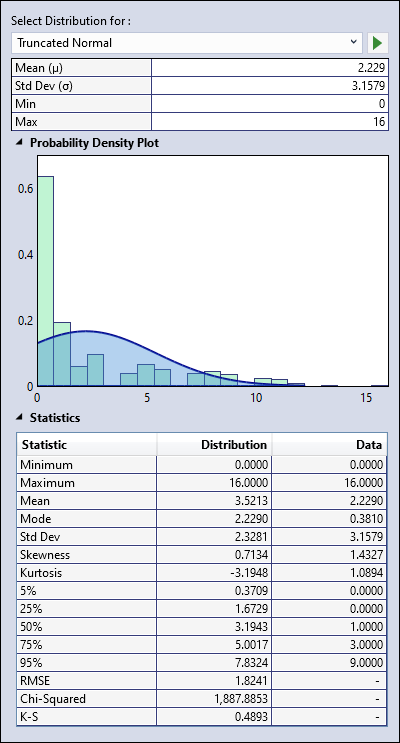 Select Distribution for :
Truncated Normal
Mean (μ) 2.229
Std Dev (σ) 3.1579
Min 0
Max 16
Probability Density Plot
0.6
0.4
0.2
0
0 5 10 15
Statistics
Statistic Distribution Data
Minimum 0.0000 0.0000
Maximum 16.0000 16.0000
Mean 3.5213 2.2290
Mode 2.2290 0.3810
Std Dev 2.3281 3.1579
Skewness 0.7134 1.4327
Kurtosis -3.1948 1.0894
5% 0.3709 0.0000
25% 1.6729 0.0000
50% 3.1943 1.0000
75% 5.0017 3.0000
95% 7.8324 9.0000
RMSE 1.8241 -
Chi-Squared 1,887.8853 -
K-S 0.4893 -